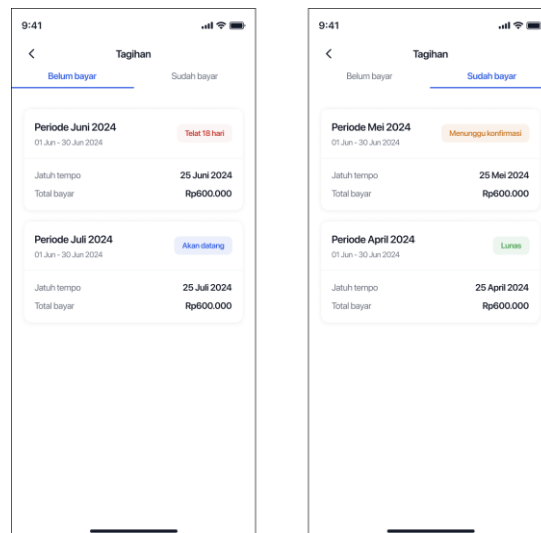 9:41
Tagihan
Belum bayar
Sudah bayar
Periode Juni 2024
Telat 18 hari
01 Jun - 30 Jun 2024
Jatuh tempo
25 Juni 2024
Total bayar
Rp600.000
Periode Juli 2024
Akan datang
01 Jun - 30 Jun 2024
Jatuh tempo
25 Juli 2024
Total bayar
Rp600.000
9:41
Tagihan
Belum bayar
Sudah bayar
Periode Mei 2024
Menunggu konfirmasi
01 Jun - 30 Jun 2024
Jatuh tempo
25 Mei 2024
Total bayar
Rp600.000
Periode April 2024
Lunas
01 Jun - 30 Jun 2024
Jatuh tempo
25 April 2024
Total bayar
Rp600.000